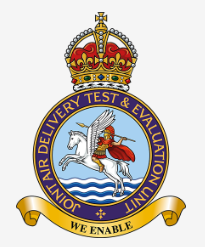 JOINT AIR DELIVERY TEST & EVALUATION UNIT
WE ENABLE